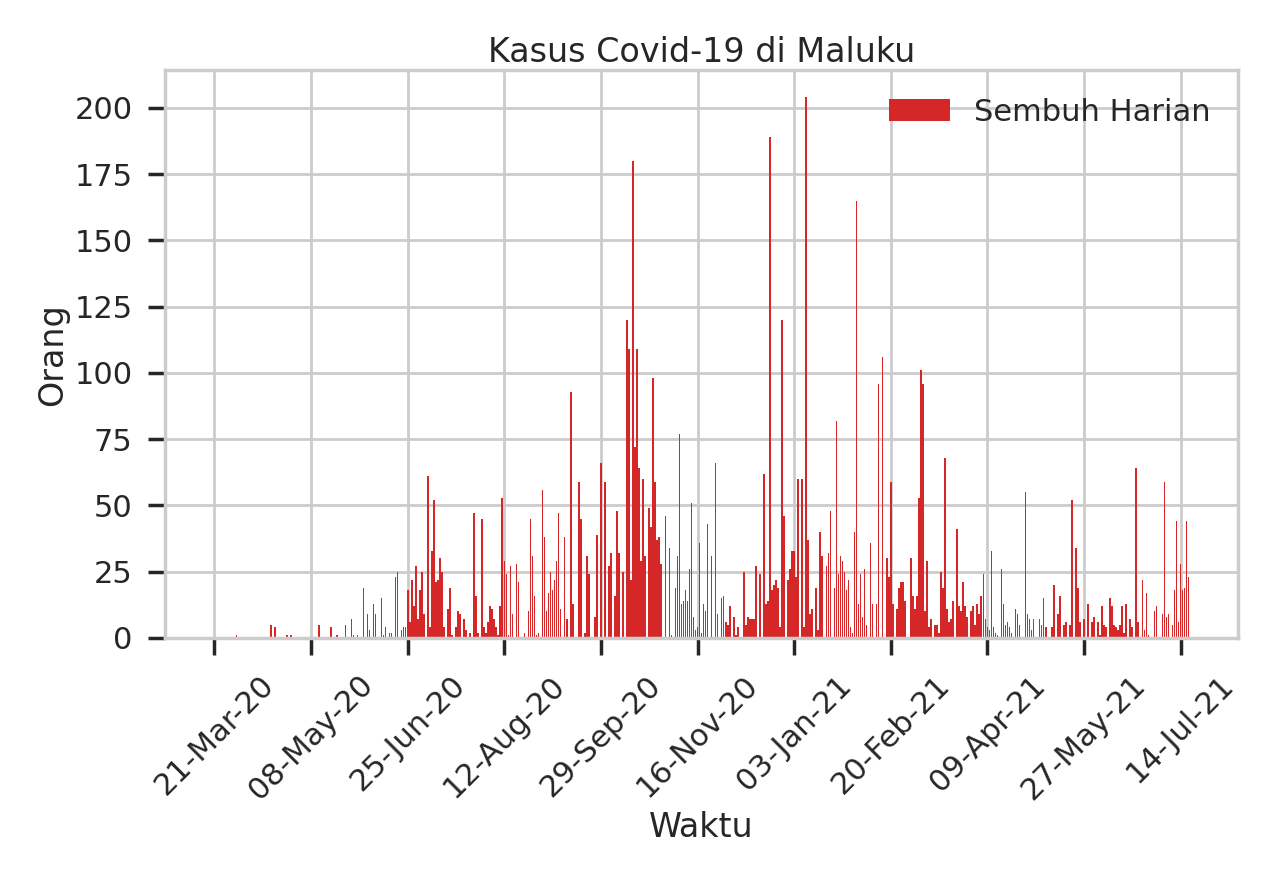 Kasus Covid-19 di Maluku
Sembuh Harian
Orang
200
175
150
125
100
75
50
25
0
21-Mar-20
08-May-20
25-Jun-20
12-Aug-20
29-Sep-20
16-Nov-20
03-Jan-21
20-Feb-21
09-Apr-21
27-May-21
14-Jul-21
Waktu